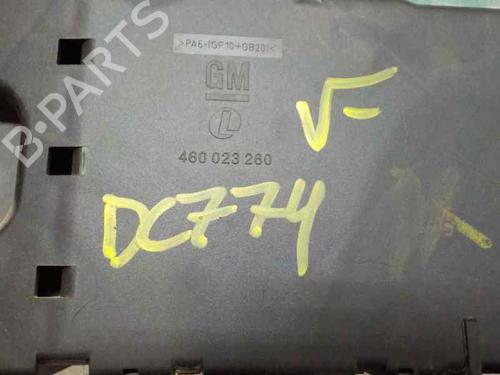 >PA6-(GF10+GB20)<
GM
L
460 023 260
DC774
B-PARTS